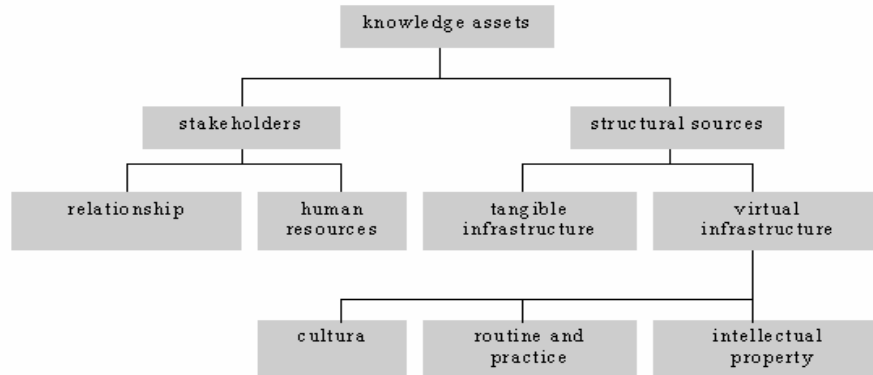 knowledge assets
stakeholders
structural sources
relationship
human
resources
tangible
infrastructure
virtual
infrastructure
cultura
routine and
practice
intellectual
property